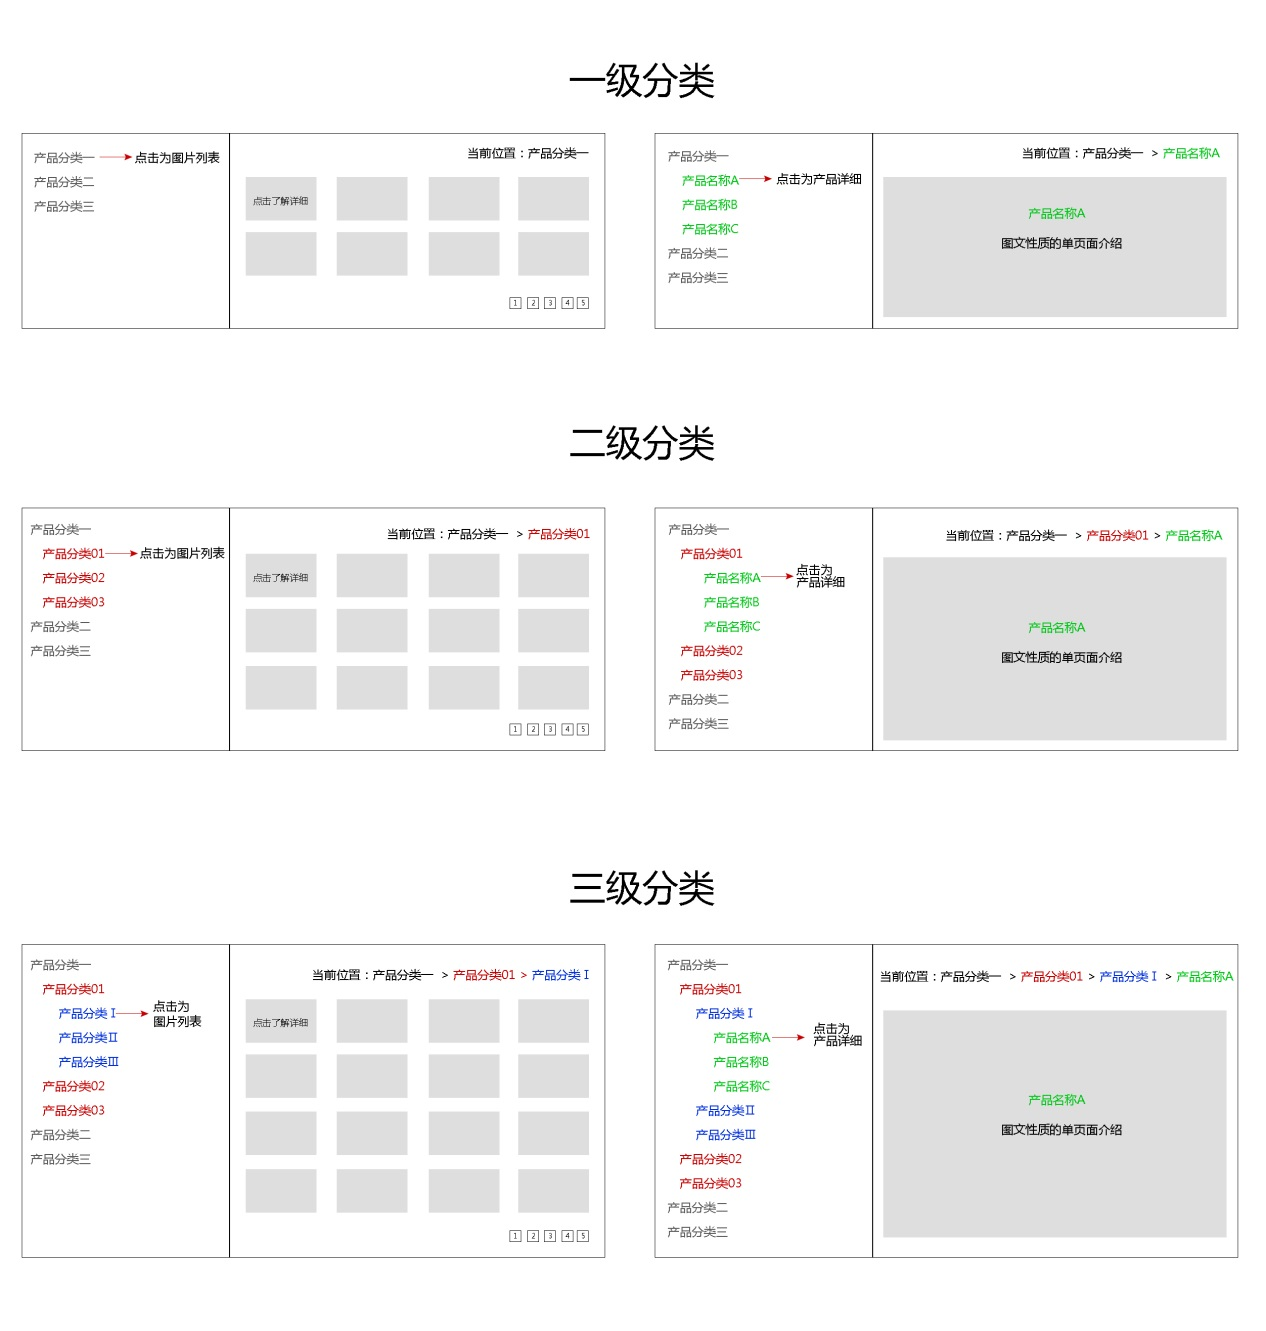 一级分类
产品分类一
点击为图片列表
产品分类二
产品分类三
当前位置：产品分类一
点击了解详细
1 2 3 4 5
产品分类一
产品名称A
点击为产品详细
产品名称B
产品名称C
产品分类二
产品分类三
当前位置：产品分类一 > 产品名称A
产品名称A
图文性质的单页面介绍
二级分类
产品分类一
产品分类01
点击为图片列表
产品分类02
产品分类03
产品分类二
产品分类三
当前位置：产品分类一 > 产品分类01
点击了解详细
1 2 3 4 5
产品分类一
产品分类01
产品名称A
点击为
产品详细
产品名称B
产品名称C
产品分类02
产品分类03
产品分类二
产品分类三
当前位置：产品分类一 > 产品分类01 > 产品名称A
产品名称A
图文性质的单页面介绍
三级分类
产品分类一
产品分类01
产品分类Ⅰ
点击为
图片列表
产品分类Ⅱ
产品分类Ⅲ
产品分类02
产品分类03
产品分类二
产品分类三
当前位置：产品分类一 > 产品分类01 > 产品分类Ⅰ
点击了解详细
1 2 3 4 5
产品分类一
产品分类01
产品分类Ⅰ
产品名称A
点击为
产品详细
产品名称B
产品名称C
产品分类Ⅱ
产品分类Ⅲ
产品分类02
产品分类03
产品分类二
产品分类三
当前位置：产品分类一 > 产品分类01 > 产品分类Ⅰ > 产品名称A
产品名称A
图文性质的单页面介绍